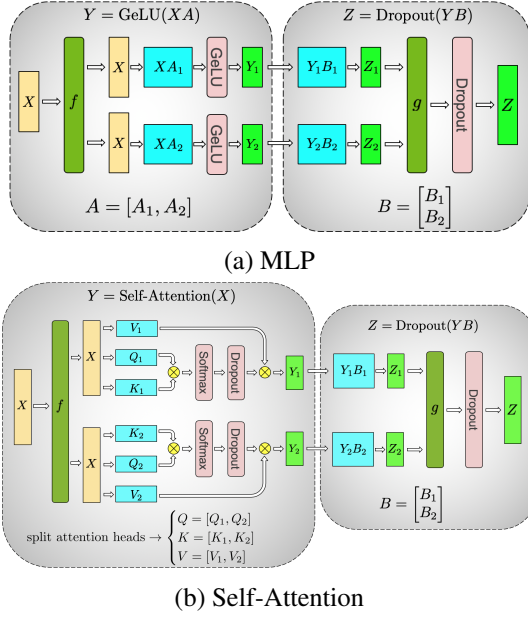 Y = GeLU(XA)
Z = Dropout(YB)
X
f
X
XA₁
GeLU
Y₁
Y₁B₁
Z₁
X
XA₂
GeLU
Y₂
Y₂B₂
Z₂
g
Dropout
Z
A = [A₁, A₂]
B = [B₁
B₂]
(a) MLP
Y = Self-Attention(X)
Z = Dropout(YB)
X
f
X
V₁
Q₁
K₁
Softmax
Dropout
Y₁
Y₁B₁
Z₁
X
K₂
Q₂
V₂
Softmax
Dropout
Y₂
Y₂B₂
Z₂
g
Dropout
Z
split attention heads → { Q = [Q₁, Q₂]
K = [K₁, K₂]
V = [V₁, V₂]
B = [B₁
B₂]
(b) Self-Attention